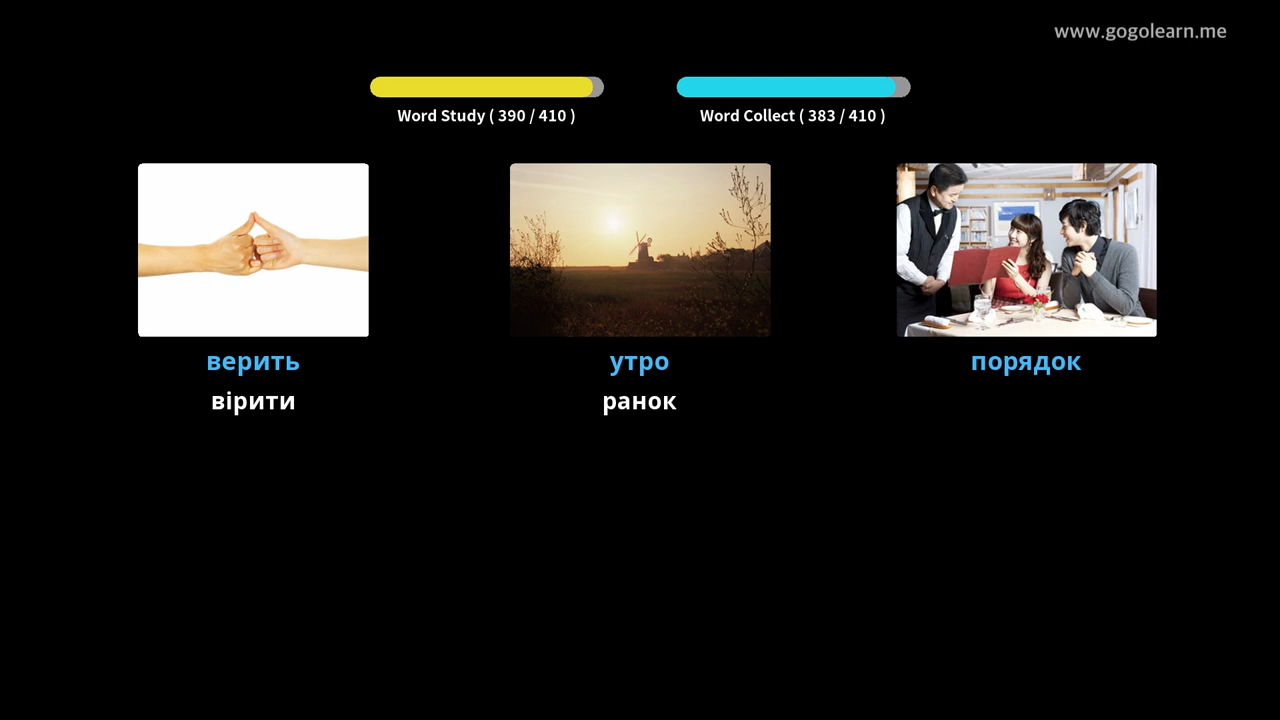 www.gogolearn.me
Word Study ( 390 / 410 )
Word Collect ( 383 / 410 )
верить
утро
порядок
вірити
ранок